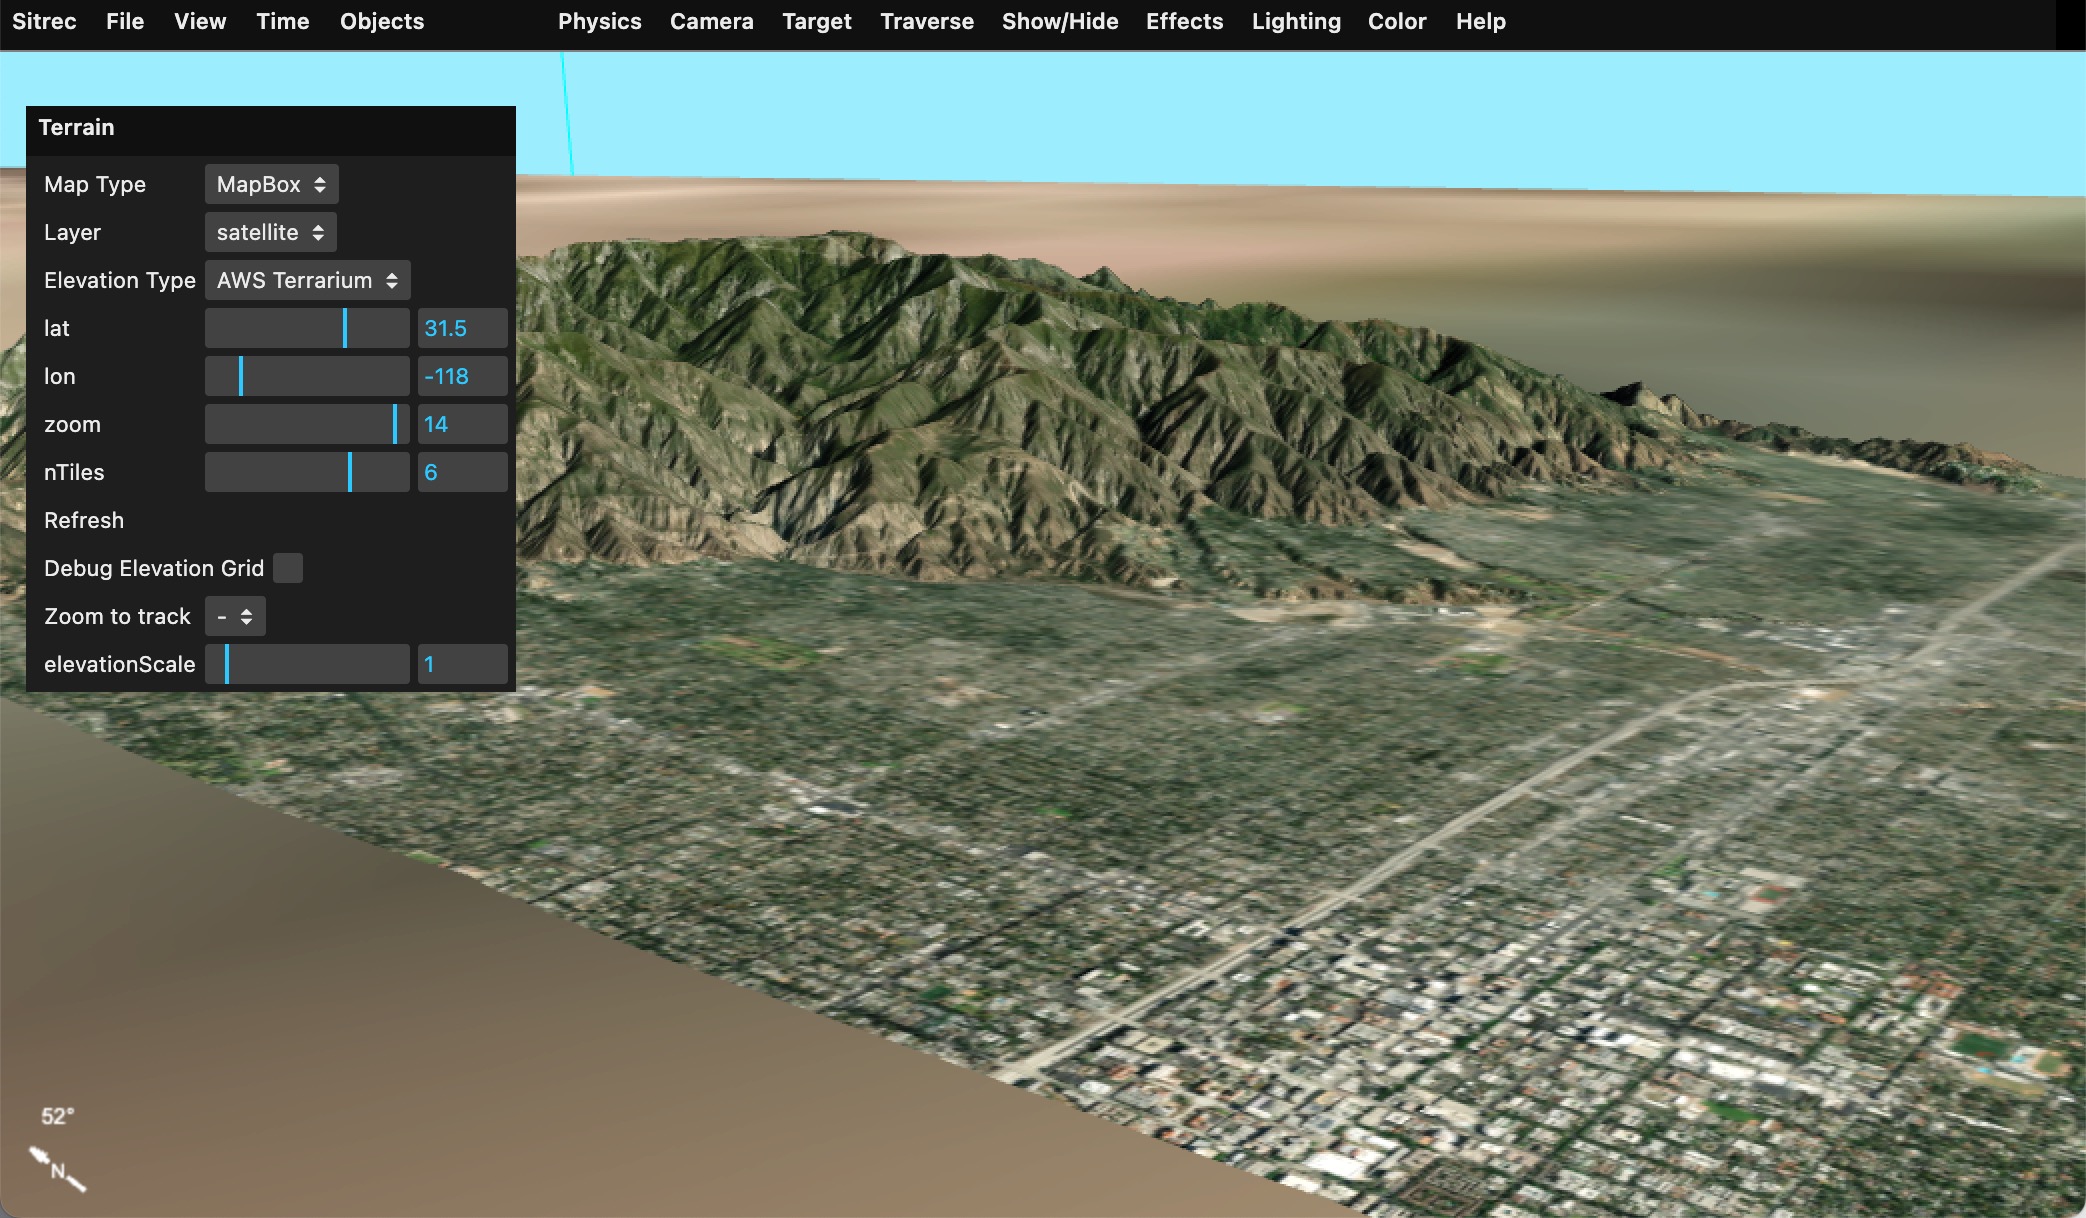 Sitrec File View Time Objects Physics Camera Target Traverse Show/Hide Effects Lighting Color Help
Terrain
Map Type MapBox
Layer satellite
Elevation Type AWS Terrarium
lat 31.5
lon -118
zoom 14
nTiles 6
Refresh
Debug Elevation Grid
Zoom to track -
elevationScale 1
52°
N